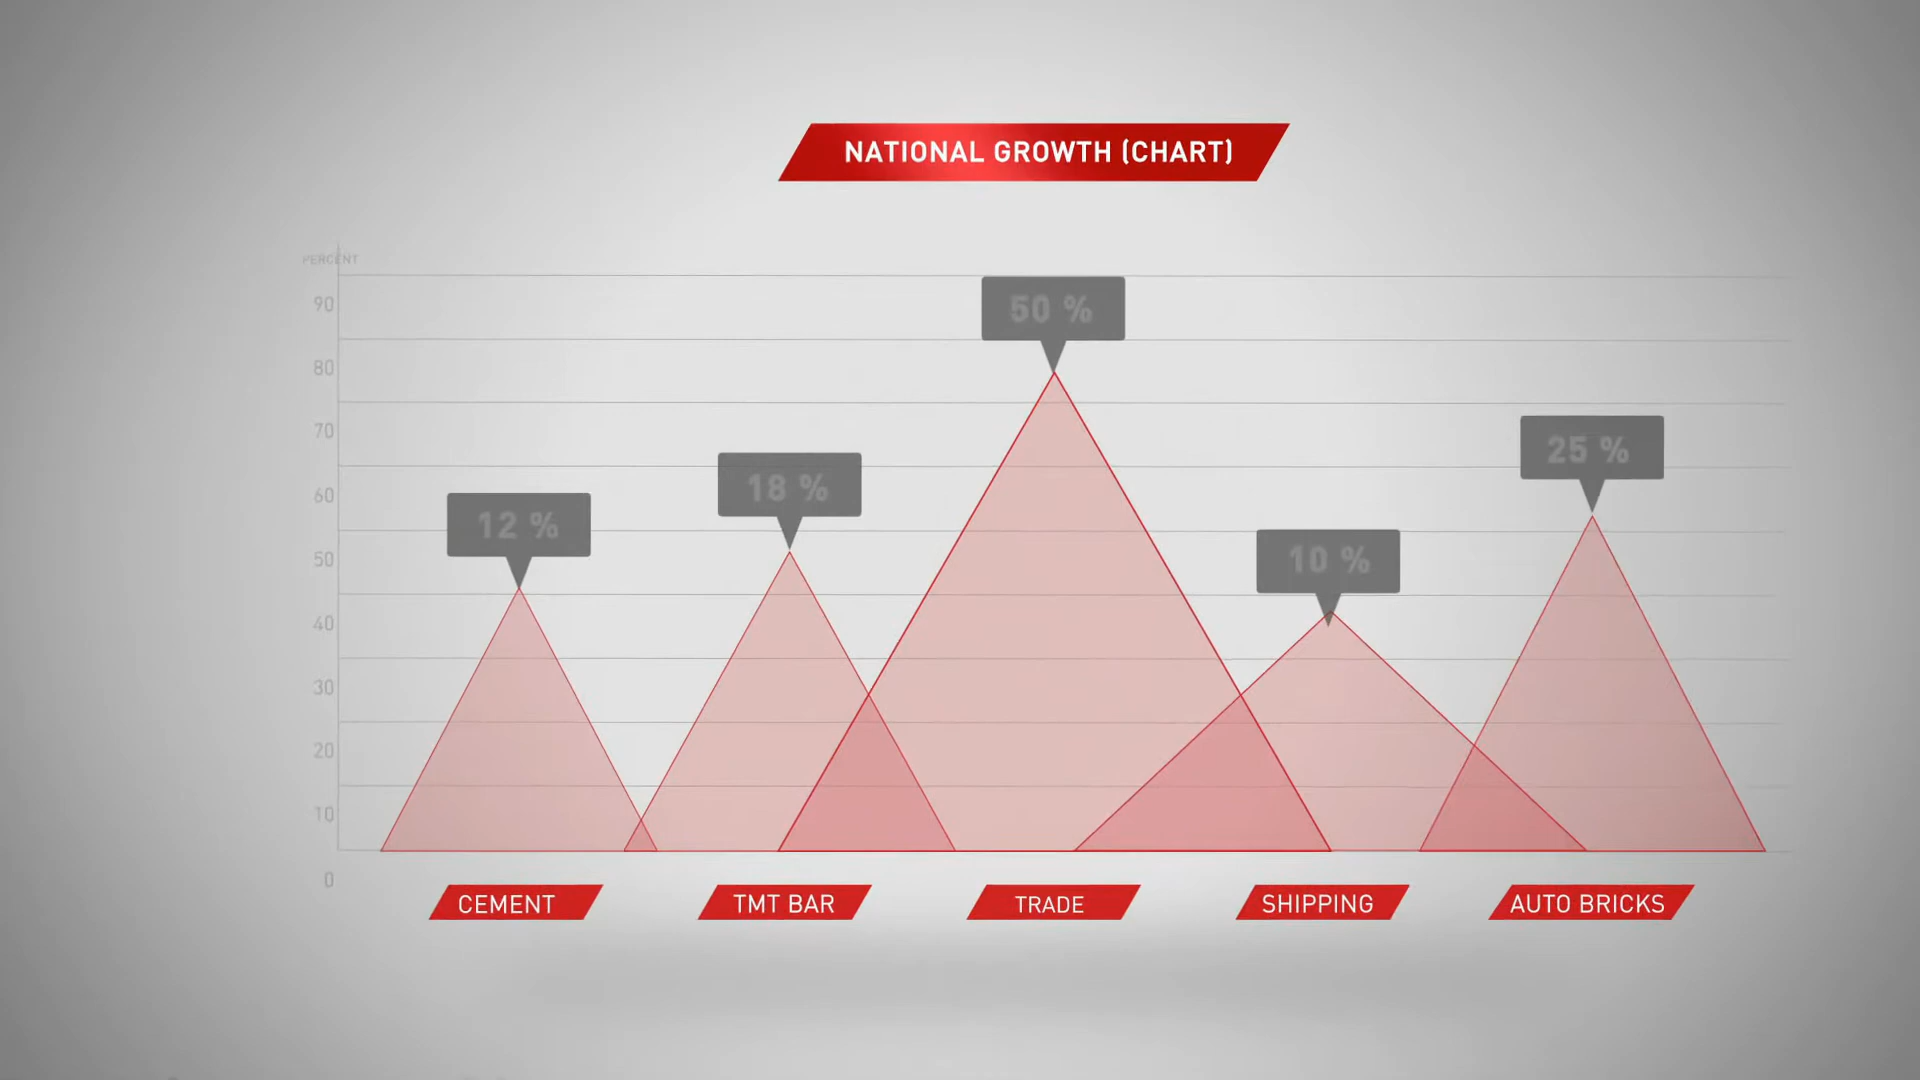 NATIONAL GROWTH (CHART)
PERCENT
90
80
70
60
50
40
30
20
10
0
50 %
25 %
18 %
12 %
10 %
CEMENT
TMT BAR
TRADE
SHIPPING
AUTO BRICKS